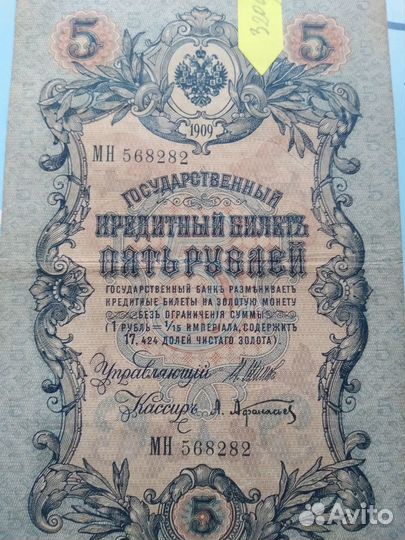 5 5
1909
МН 568282
ГОСУДАРСТВЕННЫЙ
КРЕДИТНЫЙ БИЛЕТЪ
ПЯТЬ РУБЛЕЙ
ГОСУДАРСТВЕННЫЙ БАНКЪ РАЗМѢНИВАЕТЪ
КРЕДИТНЫЕ БИЛЕТЫ НА ЗОЛОТУЮ МОНЕТУ
БЕЗЪ ОГРАНИЧЕНІЯ СУММЫ
(1 РУБЛЬ = 1/15 ИМПЕРІАЛА, СОДЕРЖИТЪ
17,424 ДОЛЕЙ ЧИСТАГО ЗОЛОТА).
Управляющій
Кассиръ А. Афанасьев
МН 568282
5
Avito